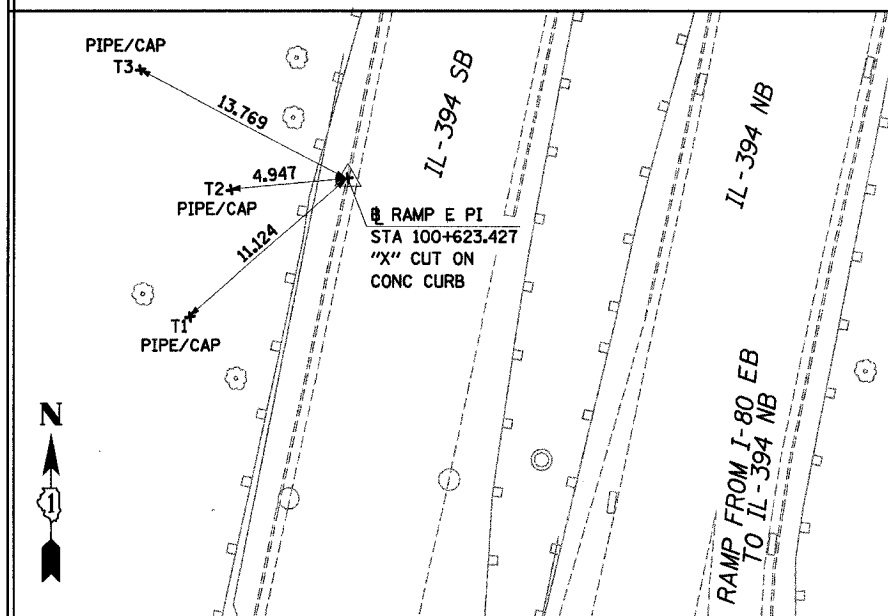 PIPE/CAP
T3
13.769
T2
4.947
PIPE/CAP
11.124
T1
PIPE/CAP
℄ RAMP E PI
STA 100+623.427
"X" CUT ON
CONC CURB
IL-394 SB
IL-394 NB
RAMP FROM I-80 EB
TO IL-394 NB
N
1